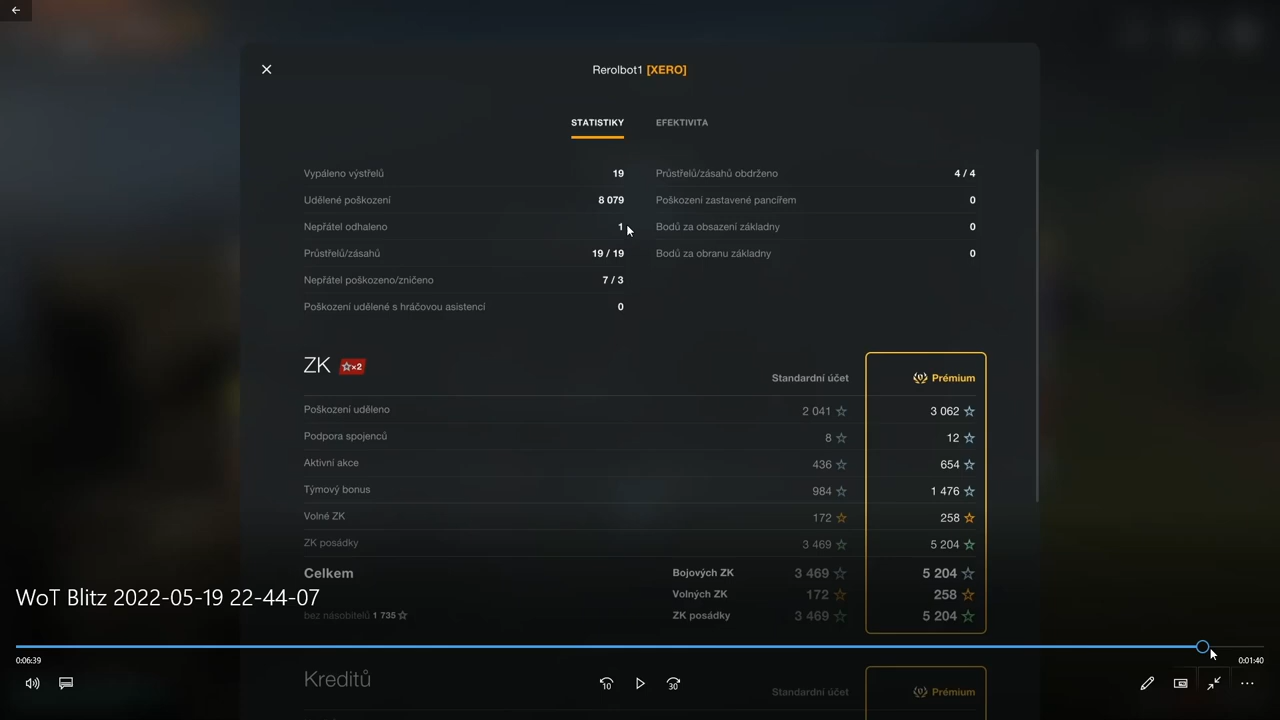 Rerolbot1 [XERO]
STATISTIKY EFEKTIVITA
Vypáleno výstřelů 19 Průstřelů/zásahů obdrženo 4 / 4
Udělené poškození 8 079 Poškození zastavené pancířem 0
Nepřátel odhaleno 1 Bodů za obsazení základny 0
Průstřelů/zásahů 19 / 19 Bodů za obranu základny 0
Nepřátel poškozeno/zničeno 7 / 3
Poškození udělené s hráčovou asistencí 0
ZK ×2
Standardní účet Prémium
Poškození uděleno 2 041 3 062
Podpora spojenců 8 12
Aktivní akce 436 654
Týmový bonus 984 1 476
Volné ZK 172 258
ZK posádky 3 469 5 204
Celkem Bojových ZK 3 469 5 204
Volných ZK 172 258
WoT Blitz 2022-05-19 22-44-07
bez násobitelů 1 735 ZK posádky 3 469 5 204
0:06:39 0:01:40
Kreditů
10 30
Standardní účet Prémium